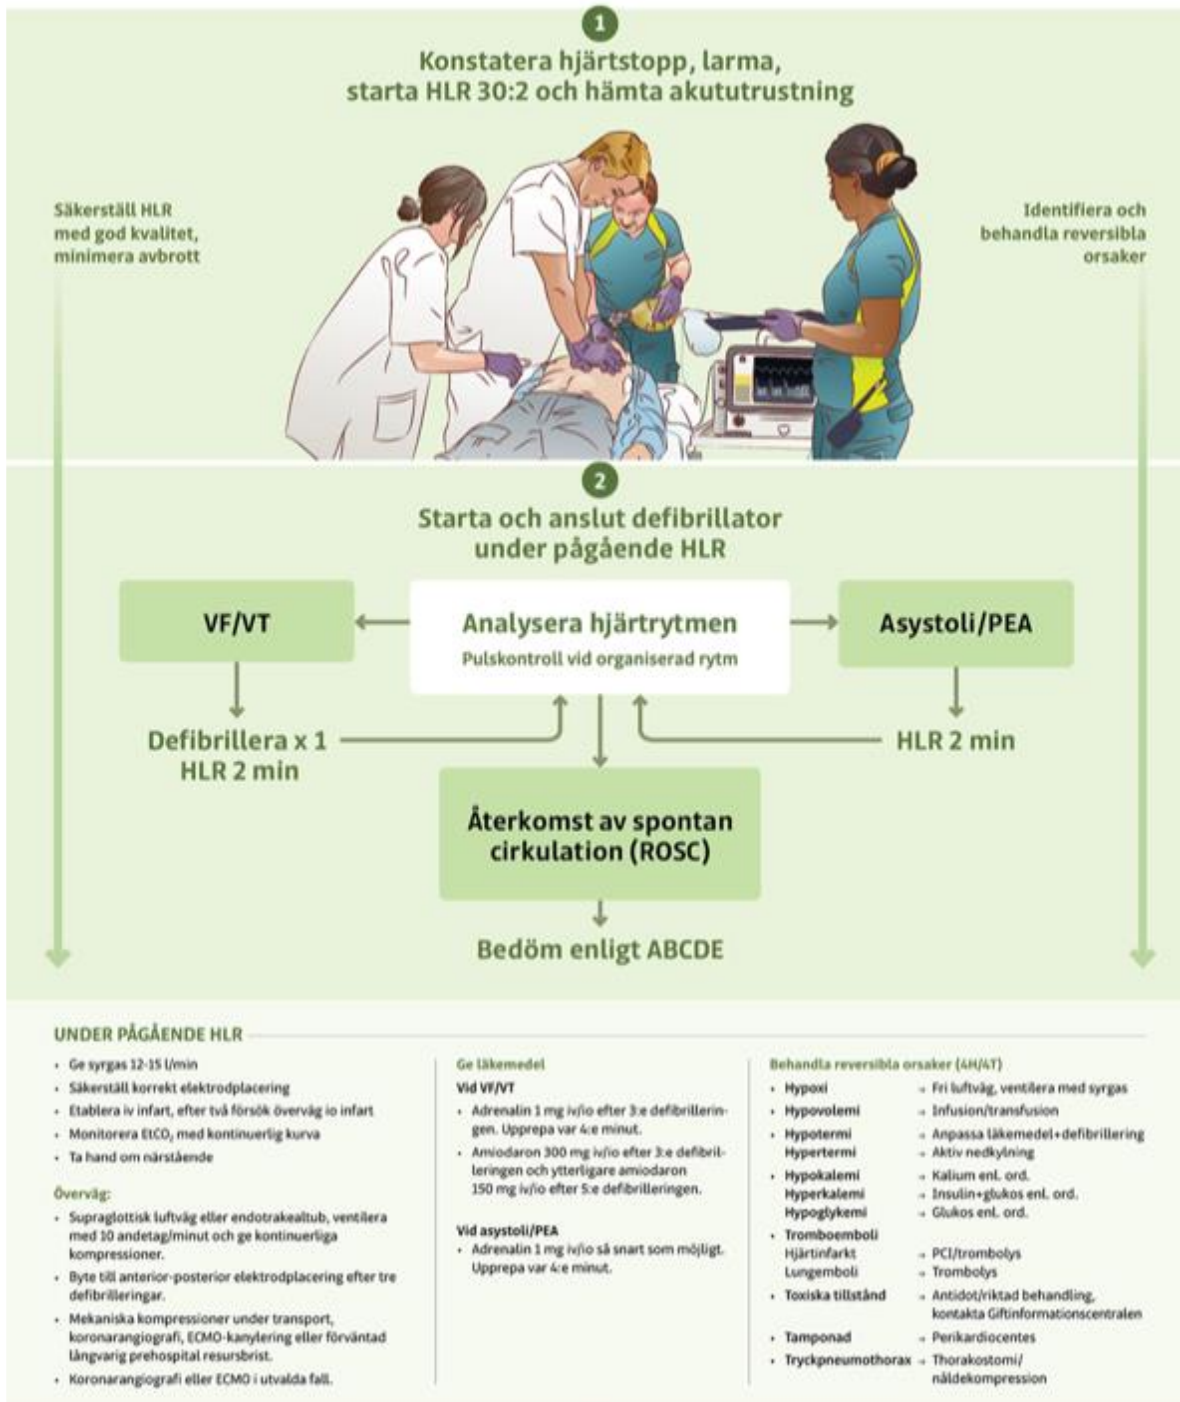 1
Konstatera hjärtstopp, larma,
starta HLR 30:2 och hämta akututrustning
Säkerställ HLR
med god kvalitet,
minimera avbrott
Identifiera och
behandla reversibla
orsaker
2
Starta och anslut defibrillator
under pågående HLR
VF/VT
Analysera hjärtrytmen
Pulskontroll vid organiserad rytm
Asystoli/PEA
Defibrillera x 1
HLR 2 min
HLR 2 min
Återkomst av spontan
cirkulation (ROSC)
Bedöm enligt ABCDE
UNDER PÅGÅENDE HLR
• Ge syrgas 12-15 l/min
• Säkerställ korrekt elektrodplacering
• Etablera iv infart, efter två försök överväg io infart
• Monitorera EtCO₂ med kontinuerlig kurva
• Ta hand om närstående
Överväg:
• Supraglottisk luftväg eller endotrakealtub, ventilera
med 10 andetag/minut och ge kontinuerliga
kompressioner.
• Byte till anterior-posterior elektrodplacering efter tre
defibrilleringar.
• Mekaniska kompressioner under transport,
koronarangiografi, ECMO-kanylering eller förväntad
långvarig prehospital resursbrist.
• Koronarangiografi eller ECMO i utvalda fall.
Ge läkemedel
Vid VF/VT
• Adrenalin 1 mg iv/io efter 3:e defibrillerin-
gen. Upprepa var 4:e minut.
• Amiodaron 300 mg iv/io efter 3:e defibril-
leringen och ytterligare amiodaron
150 mg iv/io efter 5:e defibrilleringen.
Vid asystoli/PEA
• Adrenalin 1 mg iv/io så snart som möjligt.
Upprepa var 4:e minut.
Behandla reversibla orsaker (4H/4T)
• Hypoxi → Fri luftväg, ventilera med syrgas
• Hypovolemi → Infusion/transfusion
• Hypotermi → Anpassa läkemedel+defibrillering
Hypertermi → Aktiv nedkylning
• Hypokalemi → Kalium enl. ord.
Hyperkalemi → Insulin+glukos enl. ord.
Hypoglykemi → Glukos enl. ord.
• Tromboemboli
Hjärtinfarkt → PCI/trombolys
Lungemboli → Trombolys
• Toxiska tillstånd → Antidot/riktad behandling,
kontakta Giftinformationscentralen
• Tamponad → Perikardiocentes
• Tryckpneumothorax → Thorakostomi/
nåldekompression